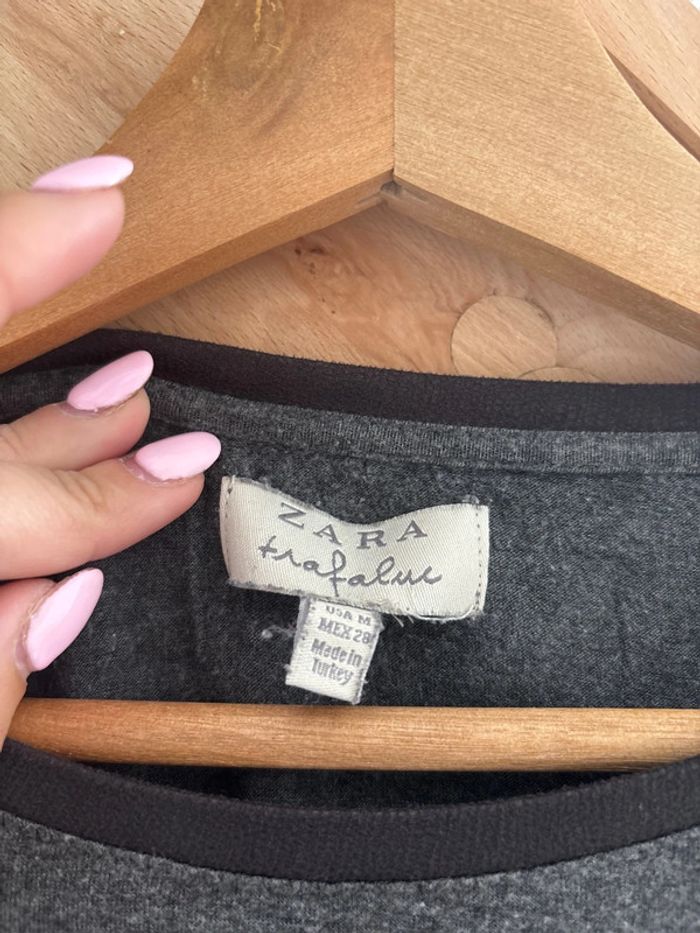 ZARA
trafaluc
USA M
MEX 28
Made in
Turkey